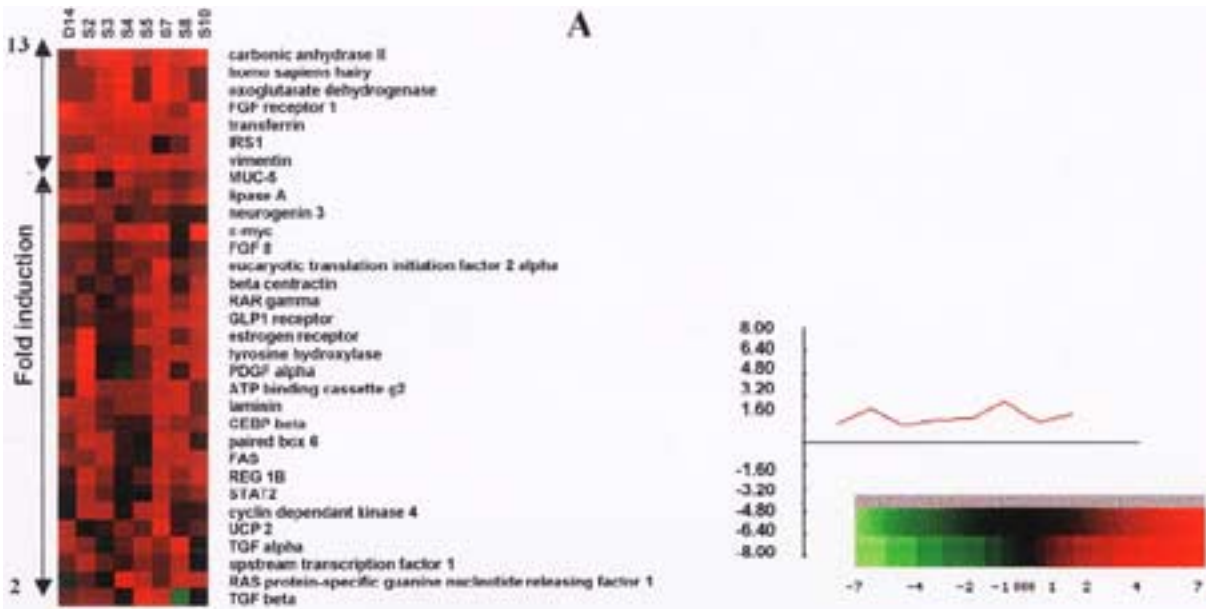 A
D14 S2 S3 S4 S5 S7 S8 S10
13
carbonic anhydrase II
homo sapiens hairy
oxoglutarate dehydrogenase
FGF receptor 1
transferrin
IRS1
vimentin
MUC-5
lipase A
neurogenin 3
c-myc
FGF 8
eucaryotic translation initiation factor 2 alpha
beta centractin
RAR gamma
GLP1 receptor
estrogen receptor
tyrosine hydroxylase
PDGF alpha
ATP binding cassette g2
laminin
CEBP beta
paired box 6
FAS
REG 1B
STAT2
cyclin dependant kinase 4
UCP 2
TGF alpha
upstream transcription factor 1
RAS protein-specific guanine nucleotide releasing factor 1
TGF beta
Fold induction
2
8.00
6.40
4.80
3.20
1.60
-1.60
-3.20
-4.80
-6.40
-8.00
-7 -4 -2 -1 1 2 4 7